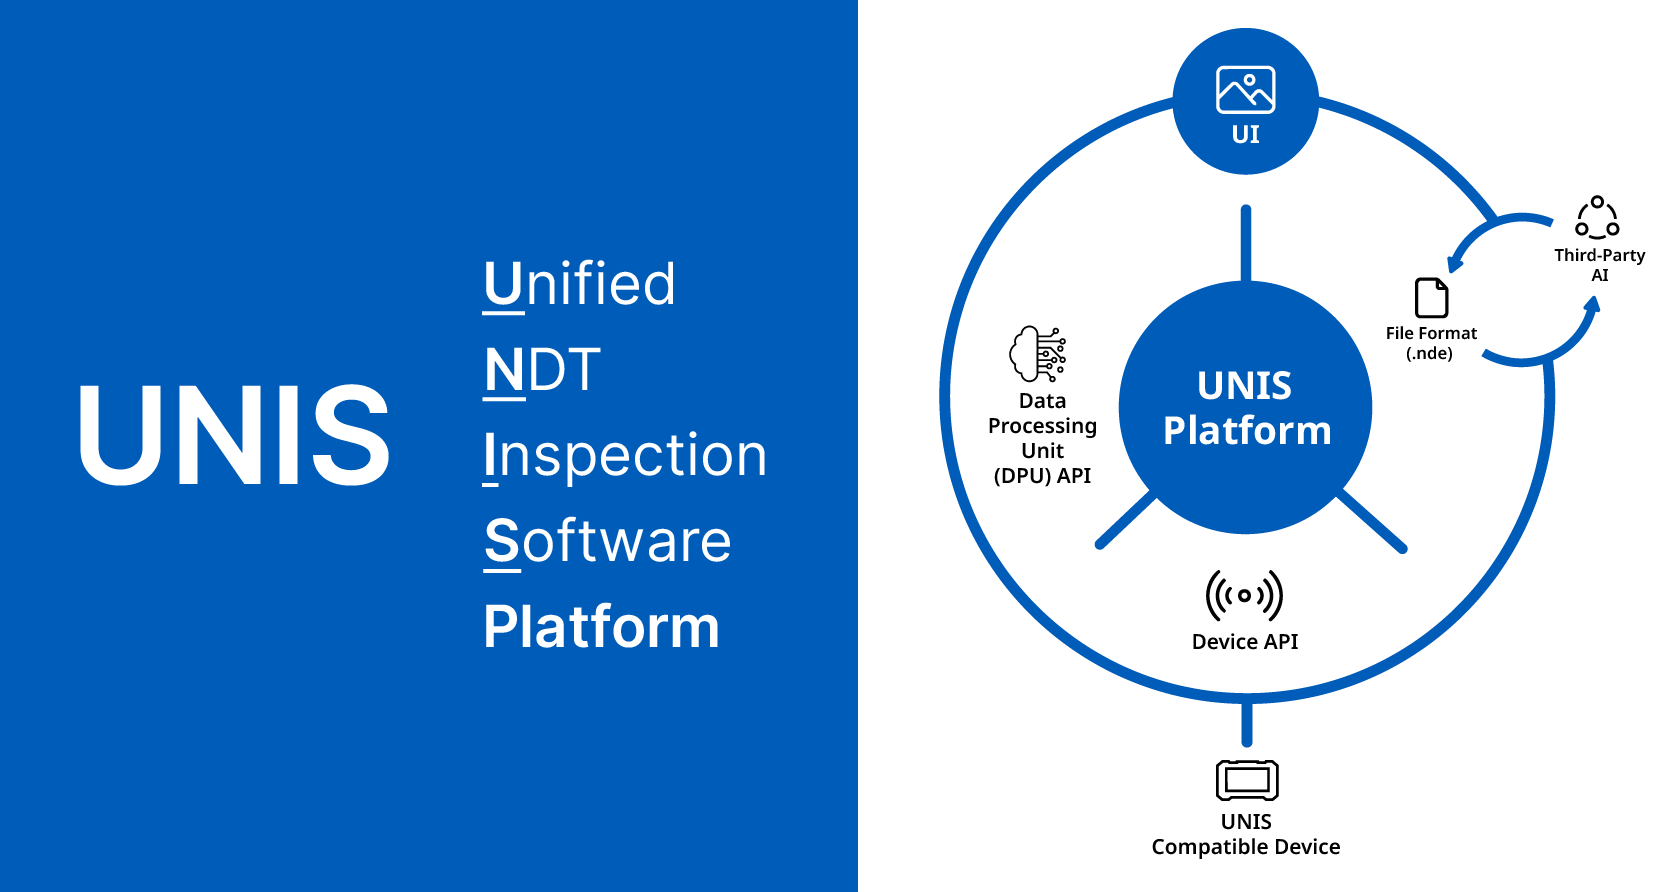 UNIS
Unified
NDT
Inspection
Software
Platform
UI
Third-Party
AI
File Format
(.nde)
Data
Processing
Unit
(DPU) API
UNIS
Platform
Device API
UNIS
Compatible Device